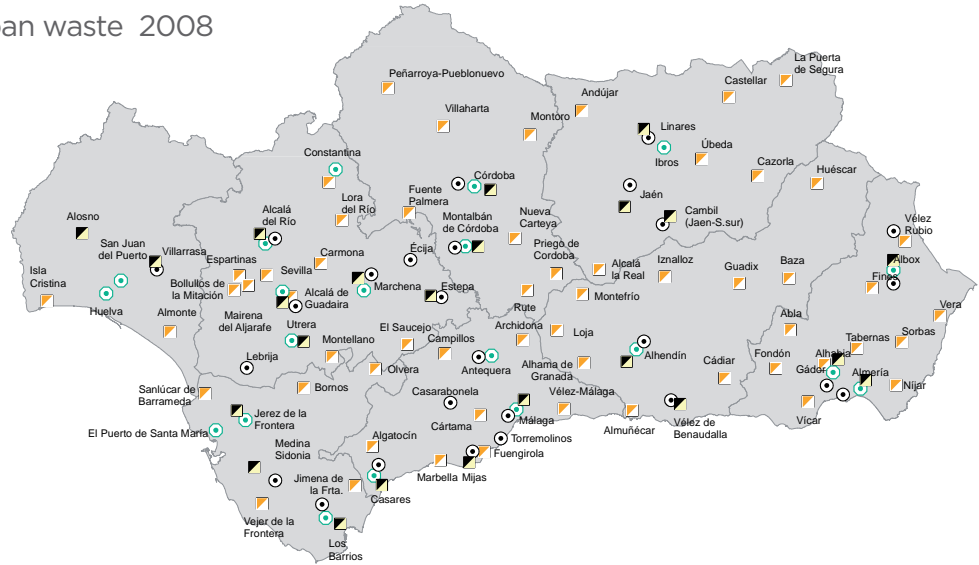 ban waste 2008
La Puerta
de Segura
Peñarroya-Pueblonuevo
Castellar
Andújar
Villaharta
Montoro
Linares
Constantina
Úbeda
Ibros
Cazorla
Huéscar
Córdoba
Jaén
Lora
del Río
Fuente
Palmera
Alosno
Alcalá
del Río
Montalbán
de Córdoba
Nueva
Carteya
Cambil
(Jaen-S.sur)
Vélez
Rubio
San Juan
del Puerto
Villarrasa
Carmona
Écija
Priego de
Cordoba
Espartinas
Sevilla
Alcalá
la Real
Iznalloz
Guadix
Baza
Albox
Isla
Cristina
Bollullos de
la Mitación
Marchena
Estepa
Fines
Alcalá de
Guadaira
Montefrío
Huelva
Almonte
Mairena
del Aljarafe
Rute
Vera
Utrera
Abla
El Saucejo
Archidona
Loja
Montellano
Campillos
Tabernas
Sorbas
Lebrija
Alhendín
Alhabia
Antequera
Alhama de
Granada
Cádiar
Fondón
Gádor
Almería
Olvera
Sanlúcar de
Barrameda
Bornos
Casarabonela
Níjar
Vélez-Málaga
Jerez de la
Frontera
Cártama
Málaga
Almuñécar
Vélez de
Benaudalla
Vícar
El Puerto de Santa María
Algatocín
Torremolinos
Medina
Sidonia
Fuengirola
Jimena de
la Frta.
Marbella
Mijas
Casares
Vejer de la
Frontera
Los
Barrios